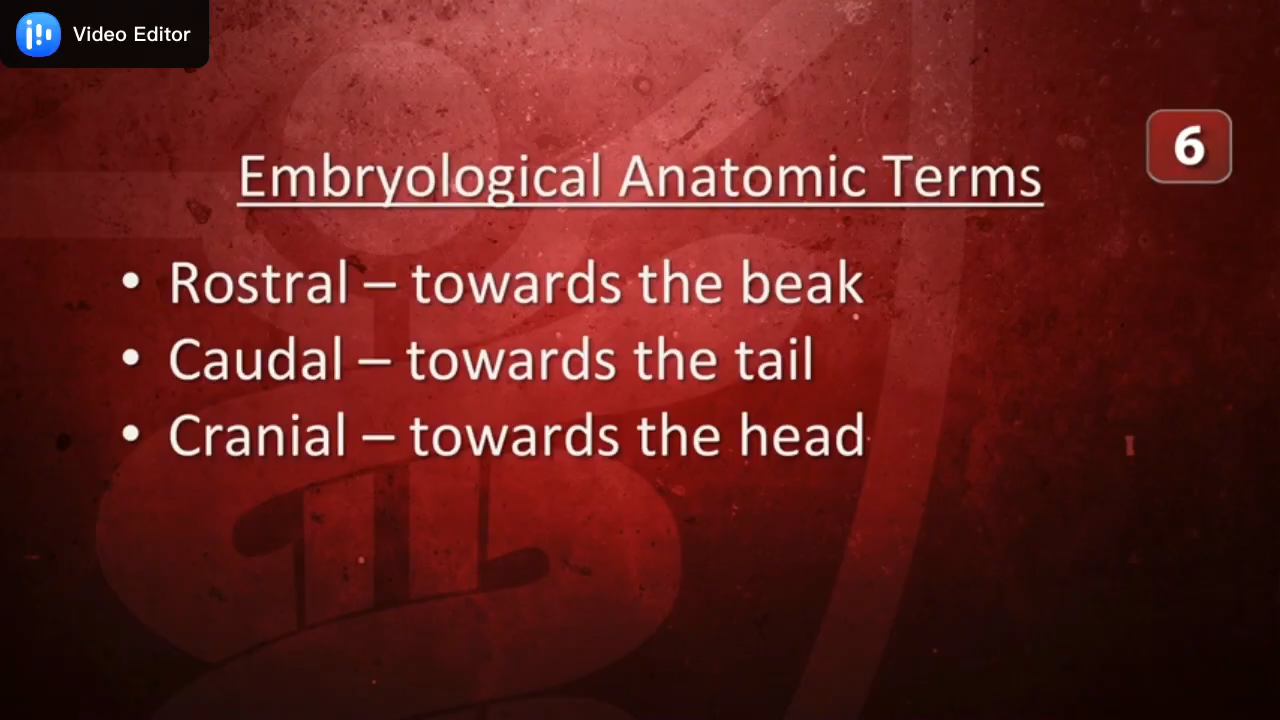 Video Editor
6
Embryological Anatomic Terms
• Rostral – towards the beak
• Caudal – towards the tail
• Cranial – towards the head